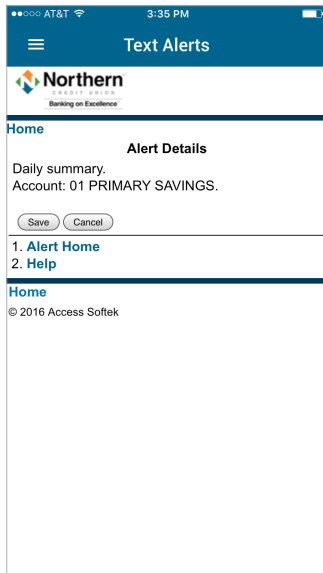 AT&T 3:35 PM
Text Alerts
Northern
CREDIT UNION
Banking on Excellence
Home
Alert Details
Daily summary.
Account: 01 PRIMARY SAVINGS.
Save Cancel
1. Alert Home
2. Help
Home
© 2016 Access Softek